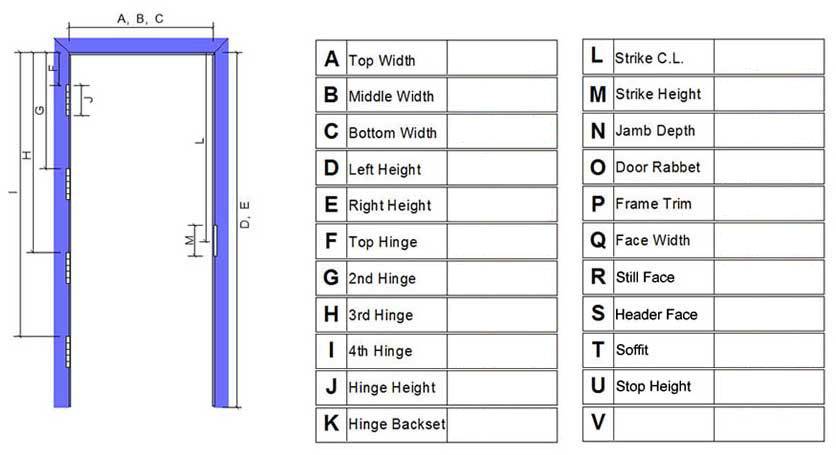 A, B, C
F
J
G
H
I
L
M
D, E
A Top Width
B Middle Width
C Bottom Width
D Left Height
E Right Height
F Top Hinge
G 2nd Hinge
H 3rd Hinge
I 4th Hinge
J Hinge Height
K Hinge Backset
L Strike C.L.
M Strike Height
N Jamb Depth
O Door Rabbet
P Frame Trim
Q Face Width
R Still Face
S Header Face
T Soffit
U Stop Height
V